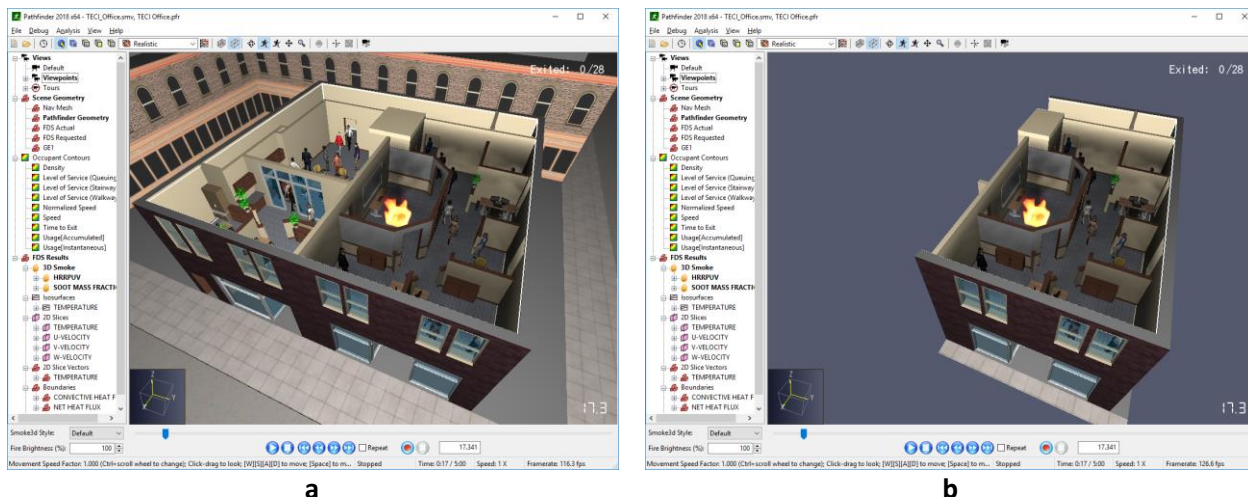 Pathfinder 2018 x64 - TECI_Office.smv, TECI Office.pfr
File Debug Analysis View Help
Realistic
Views
Default
Viewpoints
Tours
Scene Geometry
Nav Mesh
Pathfinder Geometry
FDS Actual
FDS Requested
GE1
Occupant Contours
Density
Level of Service (Queuing
Level of Service (Stairway
Level of Service (Walkway
Normalized Speed
Speed
Time to Exit
Usage[Accumulated]
Usage[Instantaneous]
FDS Results
3D Smoke
HRRPUV
SOOT MASS FRACTI
Isosurfaces
TEMPERATURE
2D Slices
TEMPERATURE
U-VELOCITY
V-VELOCITY
W-VELOCITY
2D Slice Vectors
TEMPERATURE
Boundaries
CONVECTIVE HEAT F
NET HEAT FLUX
Exited: 0/28
Z
Y
X
17.3
Smoke3d Style: Default
Fire Brightness (%): 100
Repeat
17.341
Movement Speed Factor: 1.000 (Ctrl+scroll wheel to change); Click-drag to look; [W][S][A][D] to move; [Space] to m... Stopped Time: 0:17 / 5:00 Speed: 1 X Framerate: 116.3 fps
a
Pathfinder 2018 x64 - TECI_Office.smv, TECI Office.pfr
File Debug Analysis View Help
Realistic
Views
Default
Viewpoints
Tours
Scene Geometry
Nav Mesh
Pathfinder Geometry
FDS Actual
FDS Requested
GE1
Occupant Contours
Density
Level of Service (Queuing
Level of Service (Stairway
Level of Service (Walkway
Normalized Speed
Speed
Time to Exit
Usage[Accumulated]
Usage[Instantaneous]
FDS Results
3D Smoke
HRRPUV
SOOT MASS FRACTI
Isosurfaces
TEMPERATURE
2D Slices
TEMPERATURE
U-VELOCITY
V-VELOCITY
W-VELOCITY
2D Slice Vectors
TEMPERATURE
Boundaries
CONVECTIVE HEAT F
NET HEAT FLUX
Exited: 0/28
Z
Y
X
17.3
Smoke3d Style: Default
Fire Brightness (%): 100
Repeat
17.341
Movement Speed Factor: 1.000 (Ctrl+scroll wheel to change); Click-drag to look; [W][S][A][D] to move; [Space] to m... Stopped Time: 0:17 / 5:00 Speed: 1 X Framerate: 126.6 fps
b